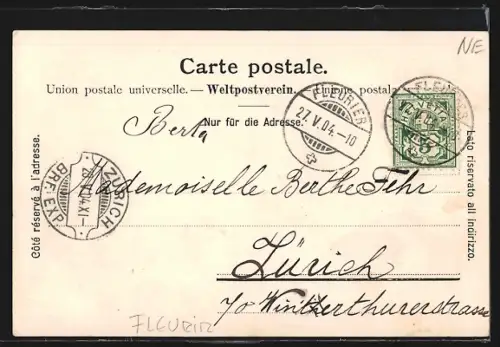 NE
Carte postale.
Union postale universelle. — Weltpostverein. — Unione postale
Nur für die Adresse.
FLEURIER
27.V.04.-10
Berta
Mademoiselle Berthe Fehr
Zürich
70 Winterthurerstrasse
Côté réservé à l'adresse.
Lato riservato all indirizzo.
ZÜRICH
BRF. EXP.
FLEURIER